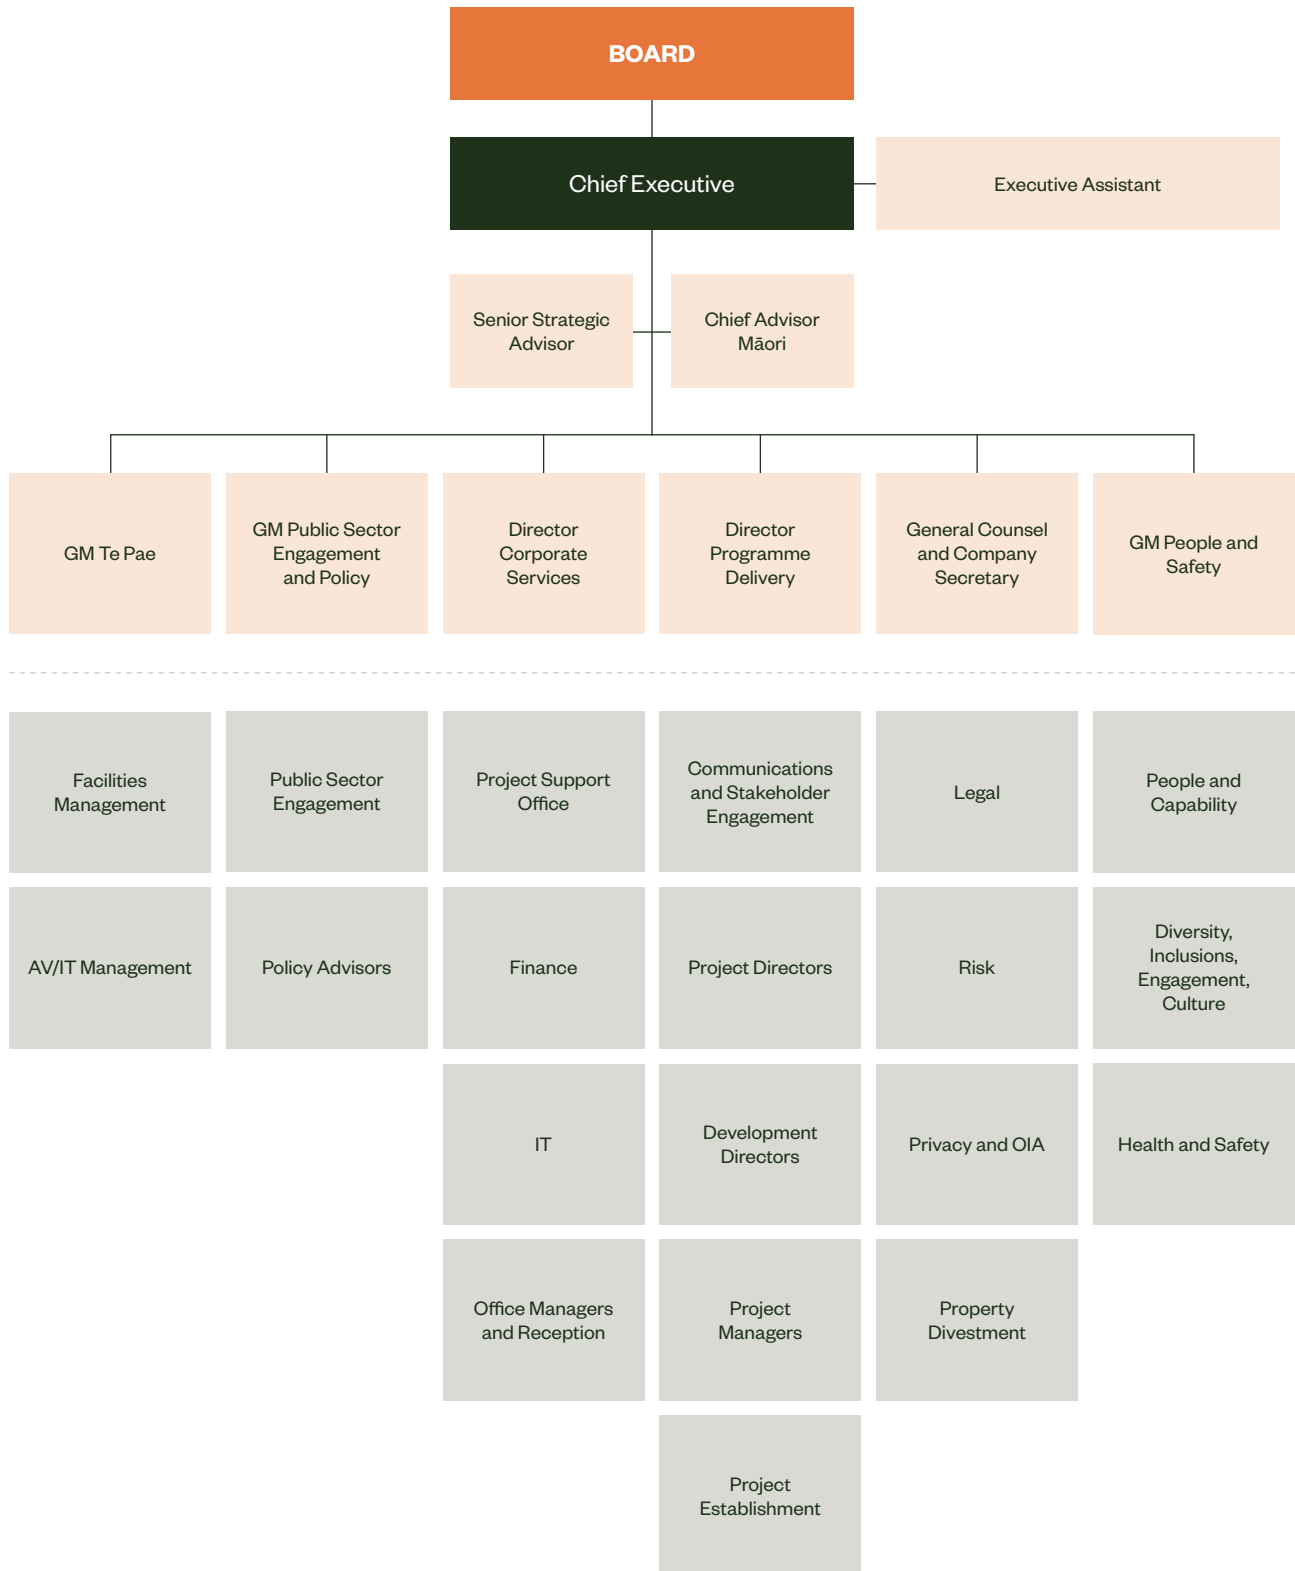 BOARD
Chief Executive
Executive Assistant
Senior Strategic
Advisor
Chief Advisor
Māori
GM Te Pae
GM Public Sector
Engagement
and Policy
Director
Corporate
Services
Director
Programme
Delivery
General Counsel
and Company
Secretary
GM People and
Safety
Facilities
Management
Public Sector
Engagement
Project Support
Office
Communications
and Stakeholder
Engagement
Legal
People and
Capability
AV/IT Management
Policy Advisors
Finance
Project Directors
Risk
Diversity,
Inclusions,
Engagement,
Culture
IT
Development
Directors
Privacy and OIA
Health and Safety
Office Managers
and Reception
Project
Managers
Property
Divestment
Project
Establishment